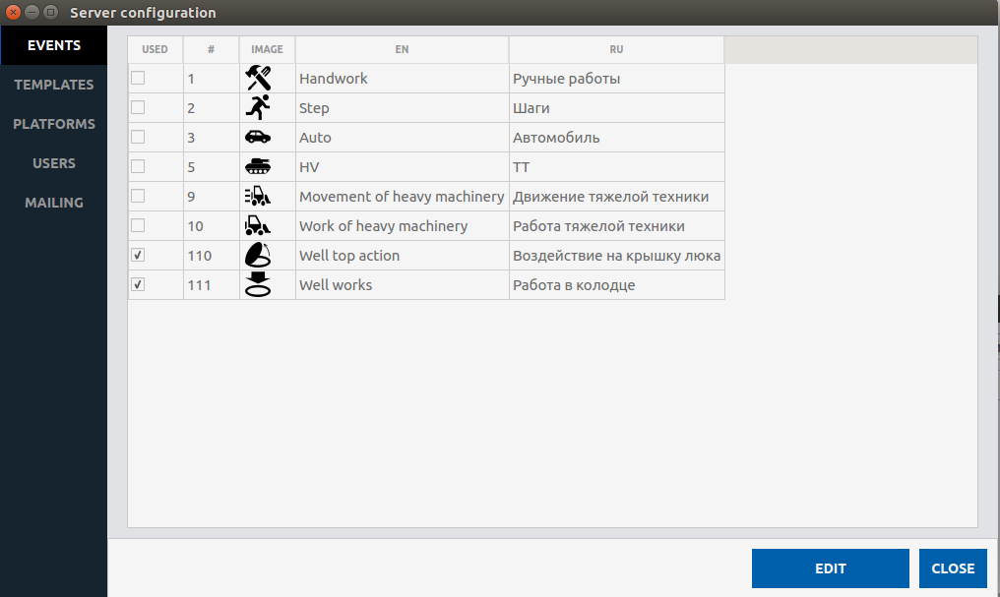 Server configuration
EVENTS
TEMPLATES
PLATFORMS
USERS
MAILING
USED # IMAGE EN RU
1 Handwork Ручные работы
2 Step Шаги
3 Auto Автомобиль
5 HV ТТ
9 Movement of heavy machinery Движение тяжелой техники
10 Work of heavy machinery Работа тяжелой техники
110 Well top action Воздействие на крышку люка
111 Well works Работа в колодце
EDIT CLOSE